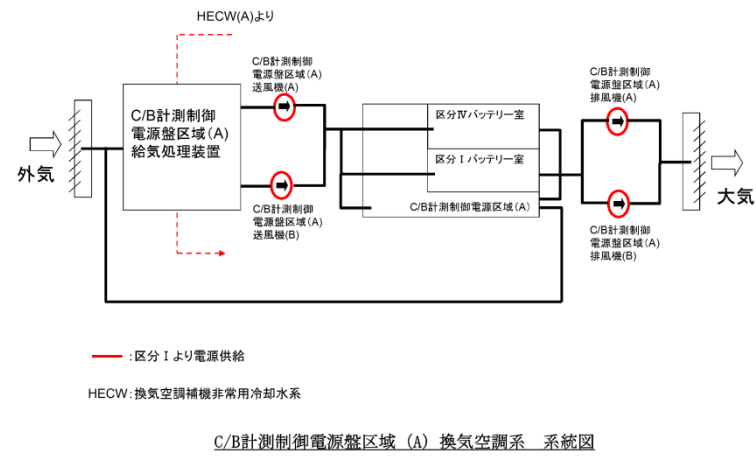 HECW(A)より
C/B計測制御
電源盤区域(A)
送風機(A)
C/B計測制御
電源盤区域(A)
給気処理装置
外気
C/B計測制御
電源盤区域(A)
送風機(B)
区分Ⅳバッテリー室
区分Ⅰバッテリー室
C/B計測制御電源区域(A)
C/B計測制御
電源盤区域(A)
排風機(A)
大気
C/B計測制御
電源盤区域(A)
排風機(B)
:区分Ⅰより電源供給
HECW:換気空調補機非常用冷却水系
C/B計測制御電源盤区域 (A) 換気空調系 系統図